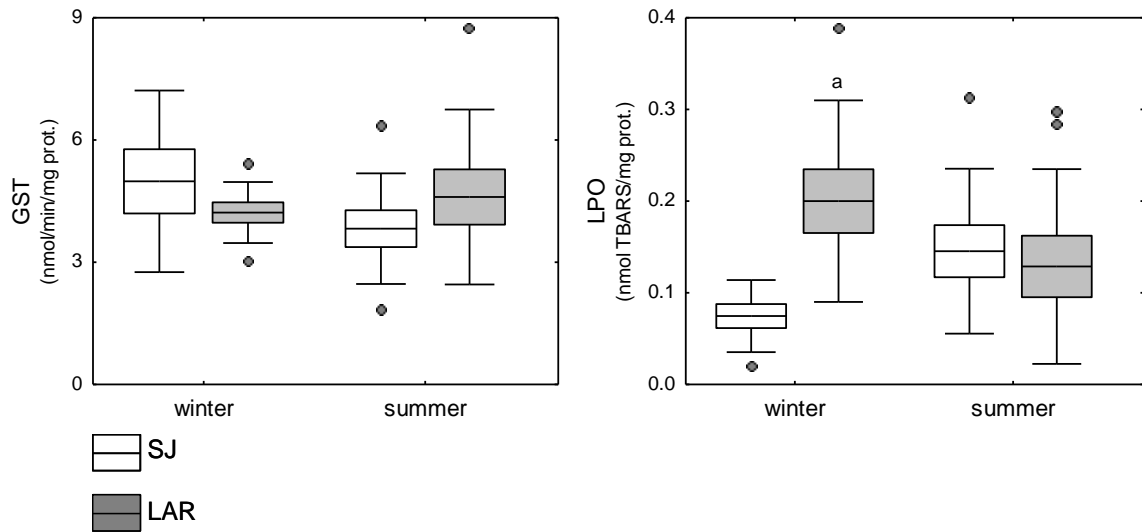 9
6
3
0
GST
(nmol/min/mg prot.)
winter
summer
0.4
0.3
0.2
0.1
0.0
LPO
(nmol TBARS/mg prot.)
a
winter
summer
SJ
LAR